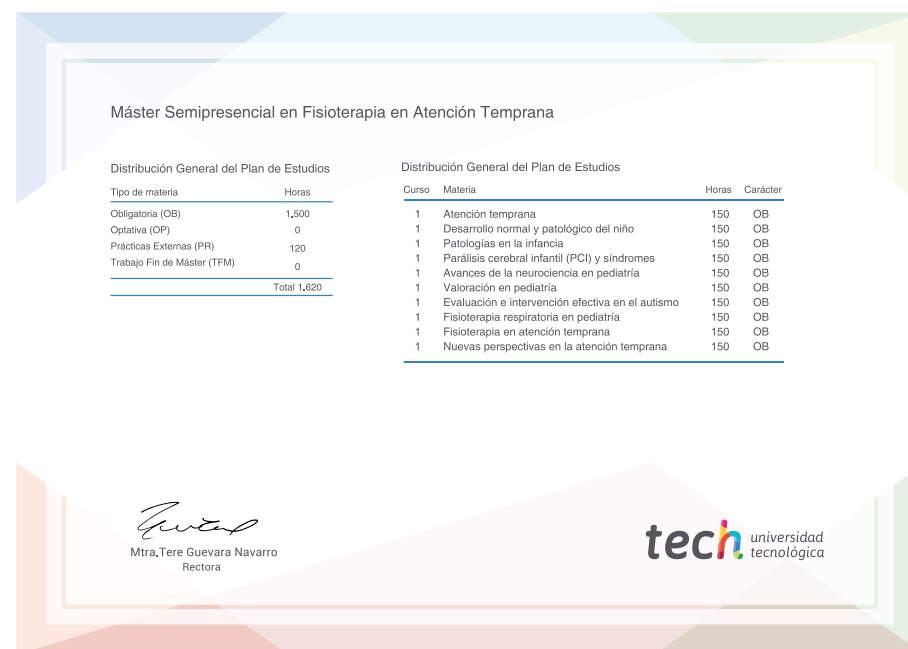 Máster Semipresencial en Fisioterapia en Atención Temprana
Distribución General del Plan de Estudios
Tipo de materia Horas
Obligatoria (OB) 1.500
Optativa (OP) 0
Prácticas Externas (PR) 120
Trabajo Fin de Máster (TFM) 0
Total 1.620
Distribución General del Plan de Estudios
Curso Materia Horas Carácter
1 Atención temprana 150 OB
1 Desarrollo normal y patológico del niño 150 OB
1 Patologías en la infancia 150 OB
1 Parálisis cerebral infantil (PCI) y síndromes 150 OB
1 Avances de la neurociencia en pediatría 150 OB
1 Valoración en pediatría 150 OB
1 Evaluación e intervención efectiva en el autismo 150 OB
1 Fisioterapia respiratoria en pediatría 150 OB
1 Fisioterapia en atención temprana 150 OB
1 Nuevas perspectivas en la atención temprana 150 OB
Mtra.Tere Guevara Navarro
Rectora
tech universidad
tecnológica